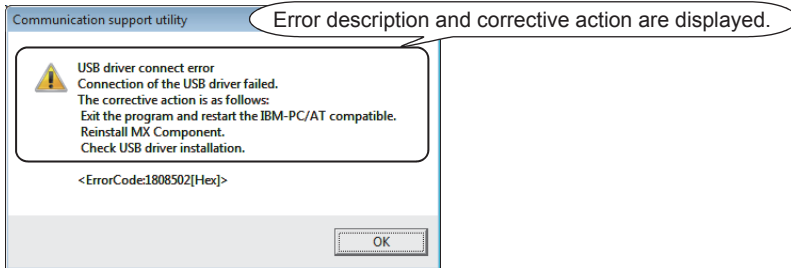 Communication support utility
Error description and corrective action are displayed.
USB driver connect error
Connection of the USB driver failed.
The corrective action is as follows:
Exit the program and restart the IBM-PC/AT compatible.
Reinstall MX Component.
Check USB driver installation.
<ErrorCode:1808502[Hex]>
OK